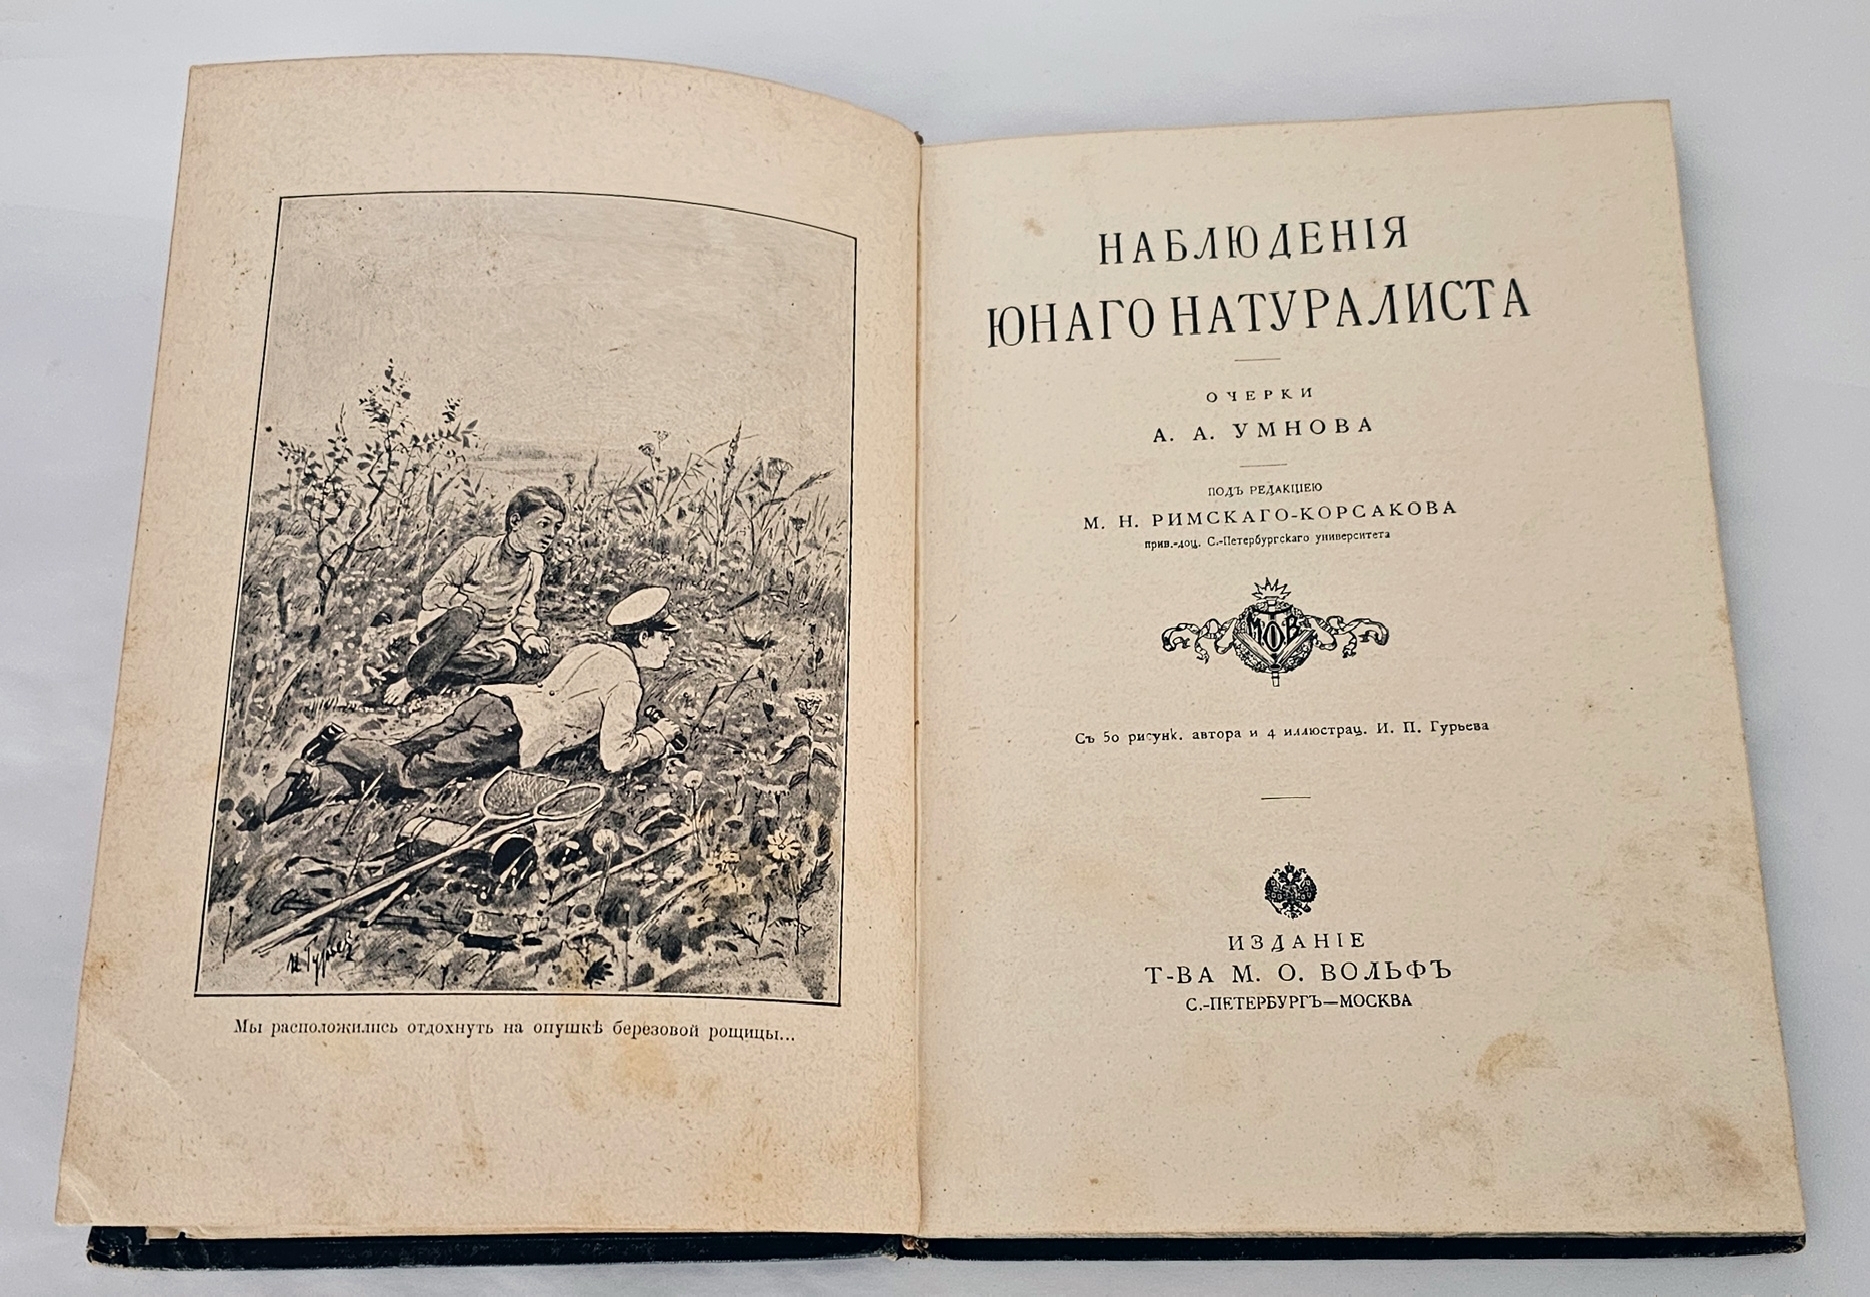 И. Гурьев
Мы расположились отдохнуть на опушкѣ березовой рощицы...
НАБЛЮДЕНІЯ
ЮНАГО НАТУРАЛИСТА
ОЧЕРКИ
А. А. УМНОВА
ПОДЪ РЕДАКЦІЕЮ
М. Н. РИМСКАГО-КОРСАКОВА
прив.-доц. С.-Петербургскаго университета
М.О.В.
Съ 50 рисунк. автора и 4 иллюстрац. И. П. Гурьева
ИЗДАНІЕ
Т-ВА М. О. ВОЛЬФЪ
С.-ПЕТЕРБУРГЪ—МОСКВА